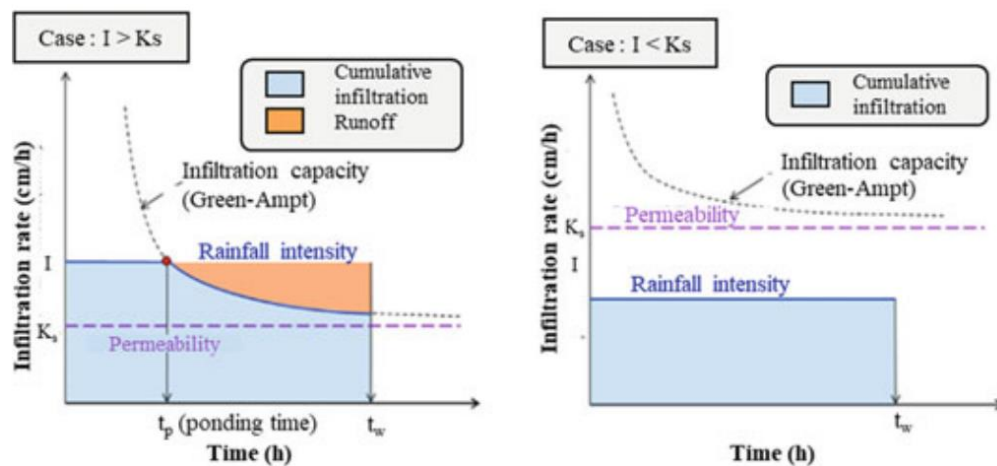 Case : I > Ks
Cumulative
infiltration
Runoff
Infiltration capacity
(Green-Ampt)
Rainfall intensity
I
Ks
Permeability
Infiltration rate (cm/h)
tp (ponding time)
tw
Time (h)
Case : I < Ks
Cumulative
infiltration
Infiltration capacity
(Green-Ampt)
Permeability
Ks
I
Rainfall intensity
Infiltration rate (cm/h)
tw
Time (h)